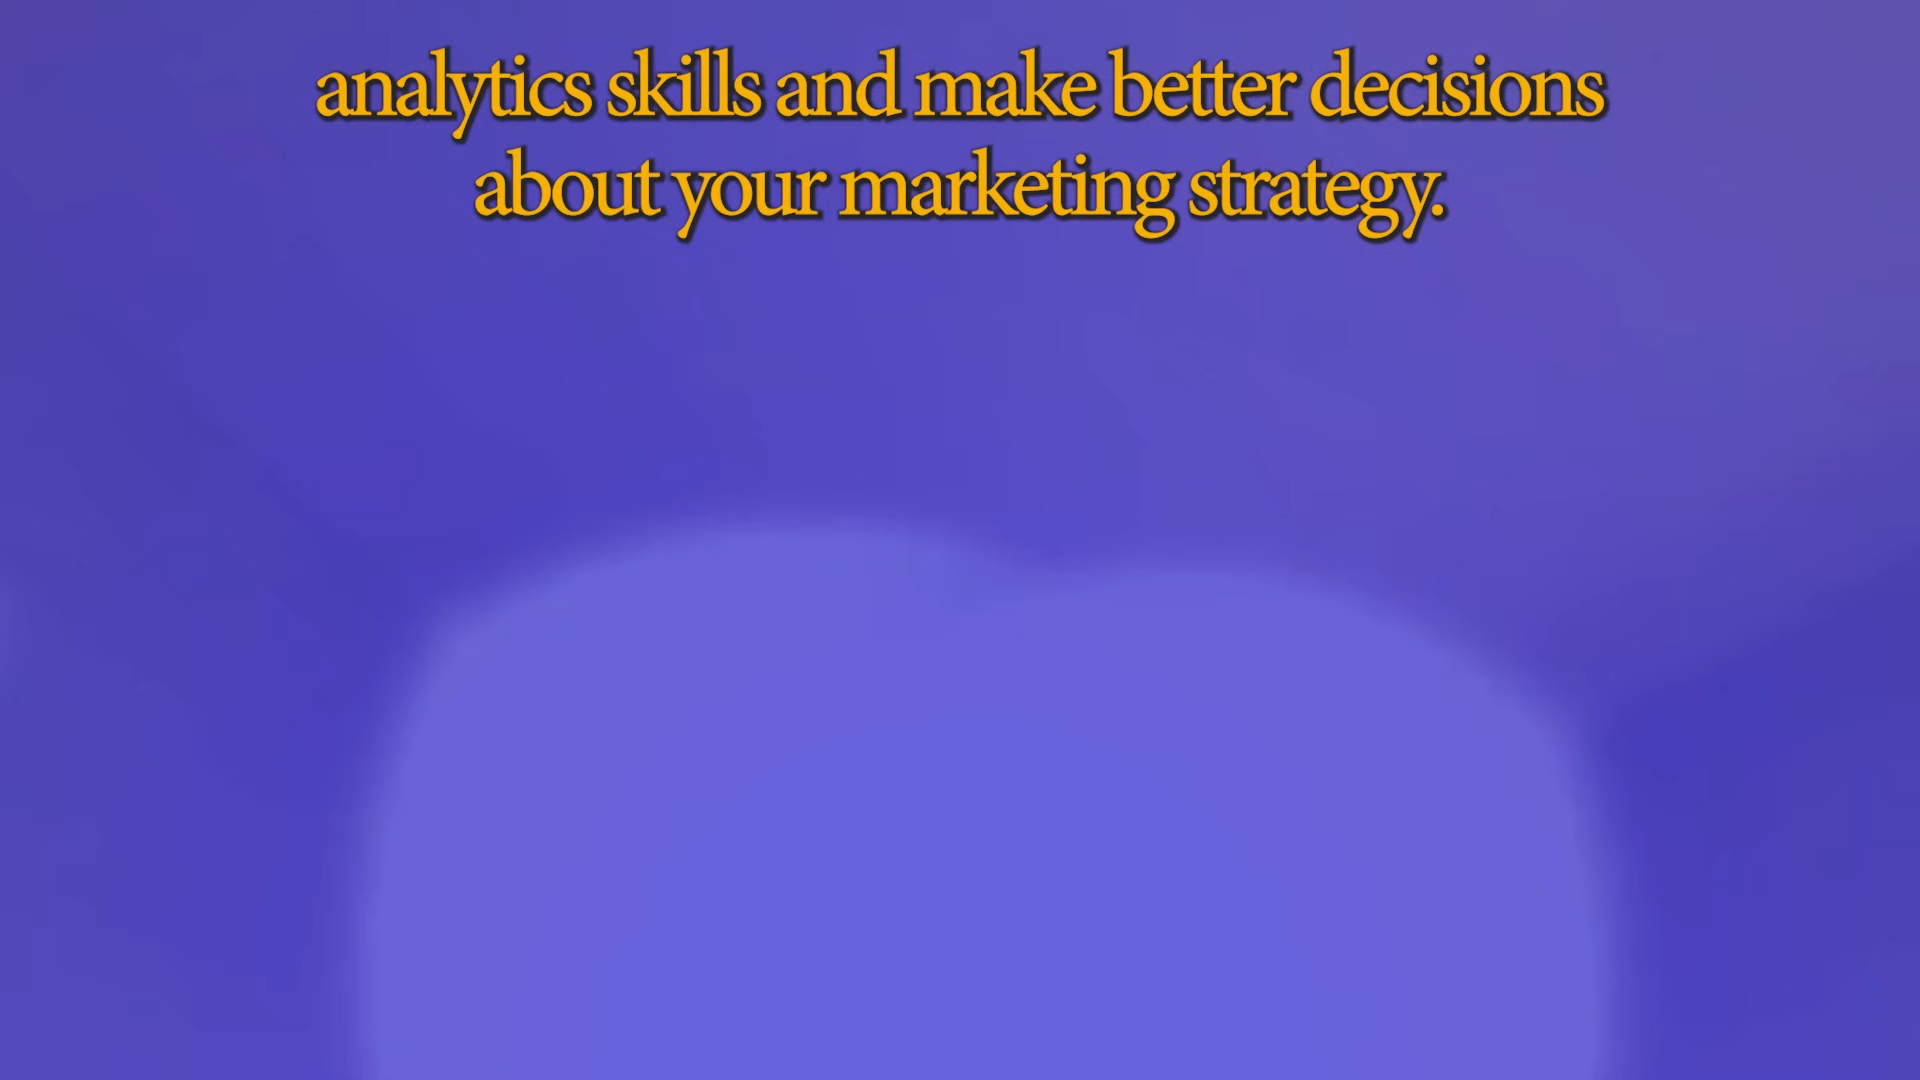 analytics skills and make better decisions
about your marketing strategy.